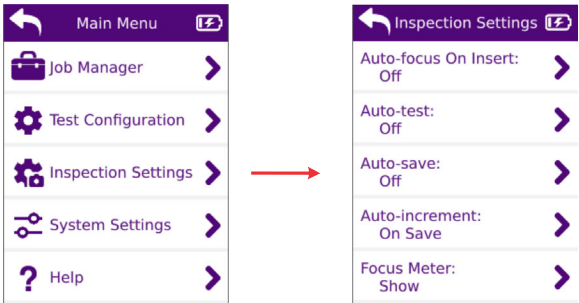 Main Menu
Job Manager
Test Configuration
Inspection Settings
System Settings
? Help
Inspection Settings
Auto-focus On Insert:
Off
Auto-test:
Off
Auto-save:
Off
Auto-increment:
On Save
Focus Meter:
Show